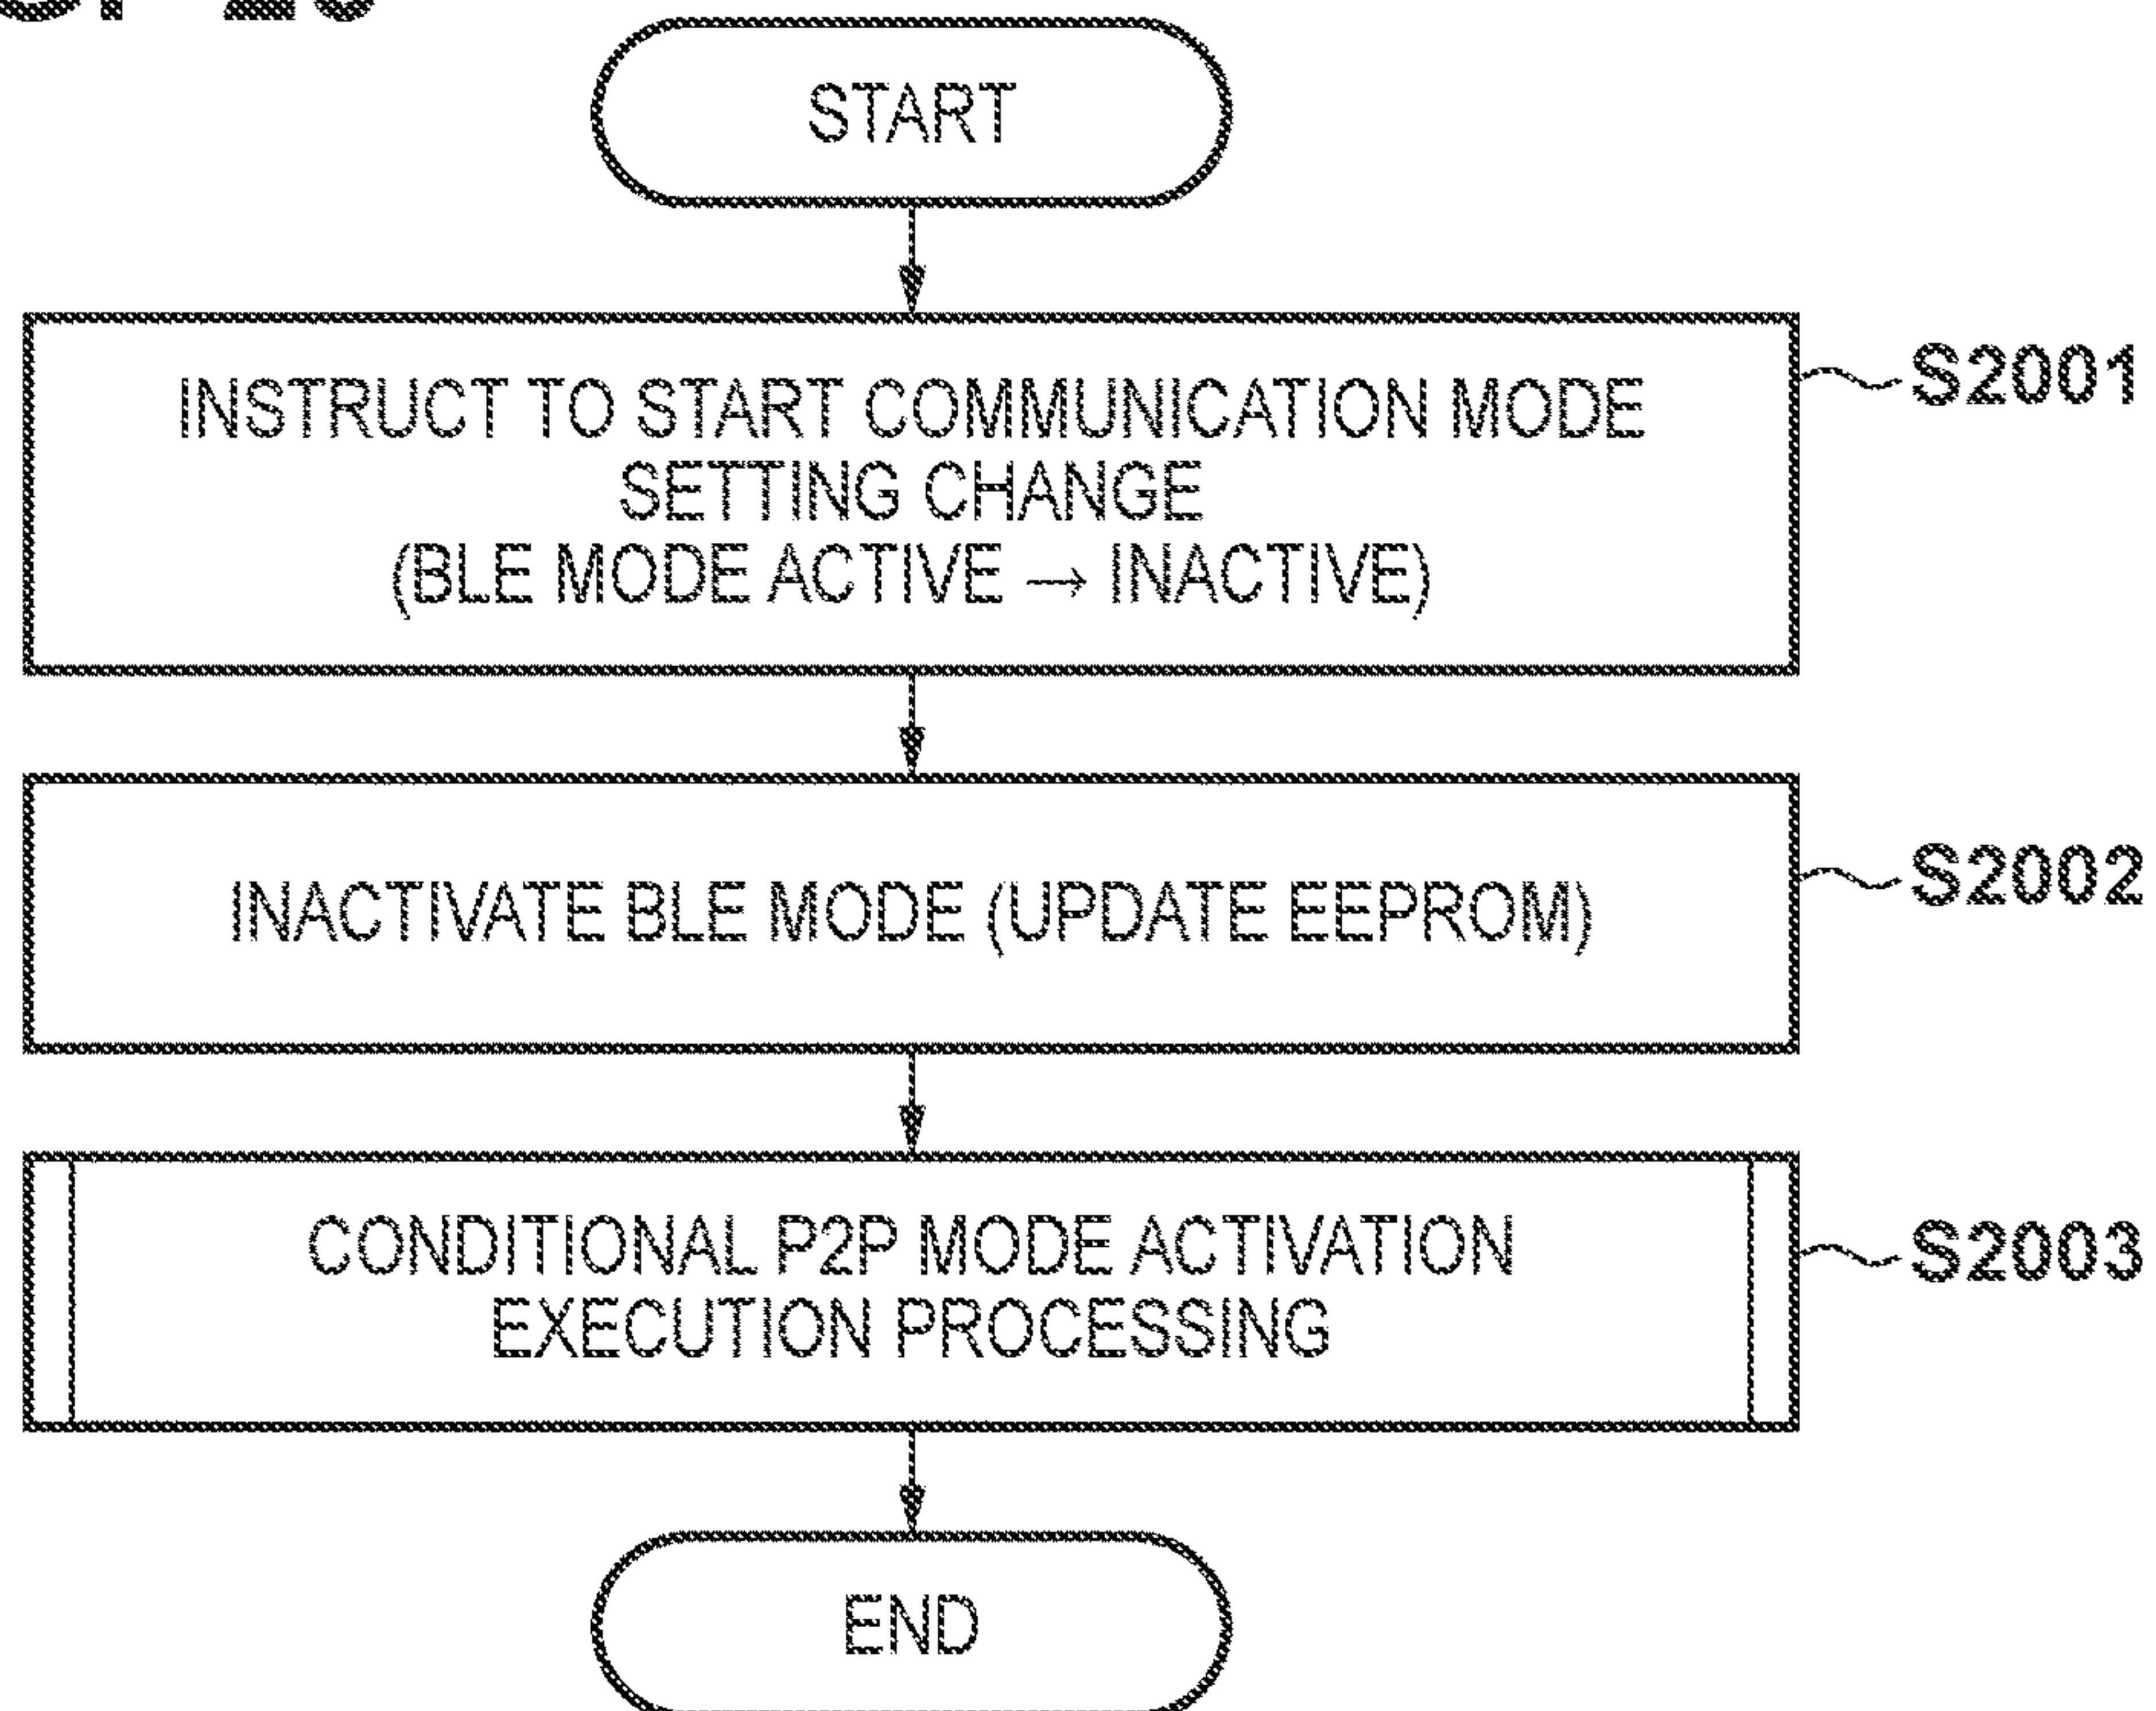 START
INSTRUCT TO START COMMUNICATION MODE
SETTING CHANGE
(BLE MODE ACTIVE → INACTIVE)
S2001
INACTIVATE BLE MODE (UPDATE EEPROM)
S2002
CONDITIONAL P2P MODE ACTIVATION
EXECUTION PROCESSING
S2003
END